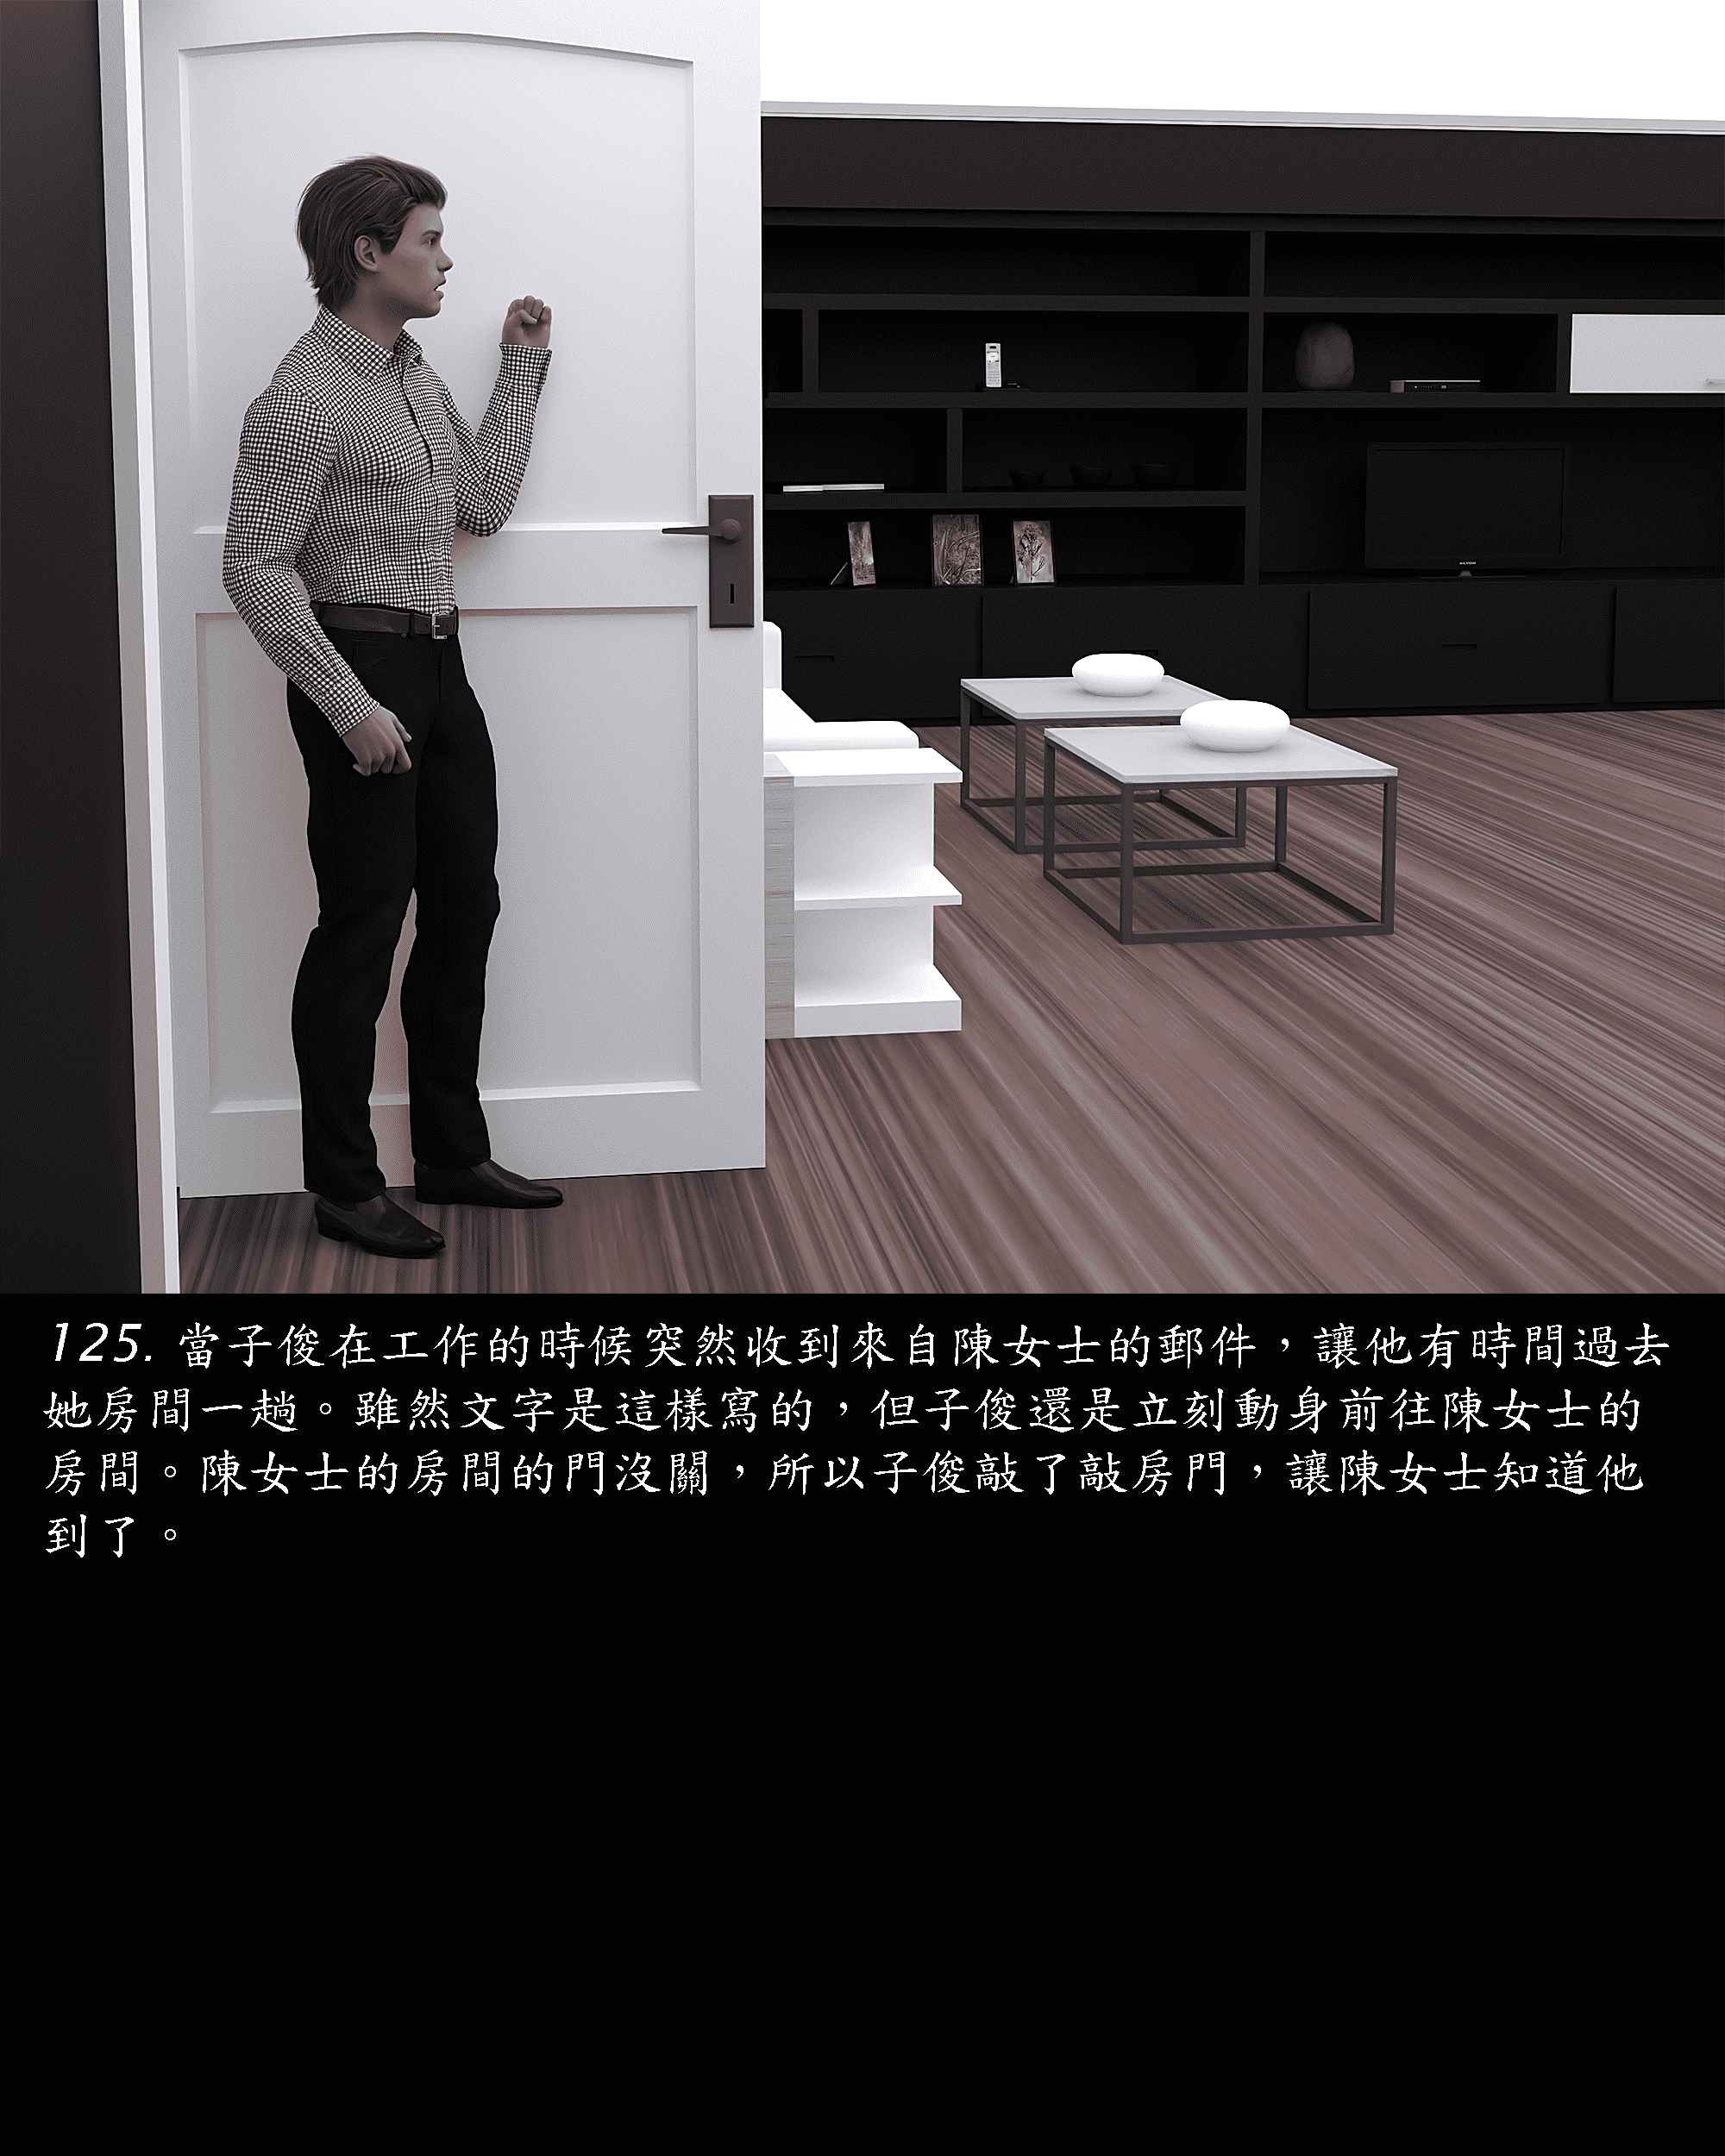 125. 當子俊在工作的時候突然收到來自陳女士的郵件，讓他有時間過去
她房間一趟。雖然文字是這樣寫的，但子俊還是立刻動身前往陳女士的
房間。陳女士的房間的門沒關，所以子俊敲了敲房門，讓陳女士知道他
到了。